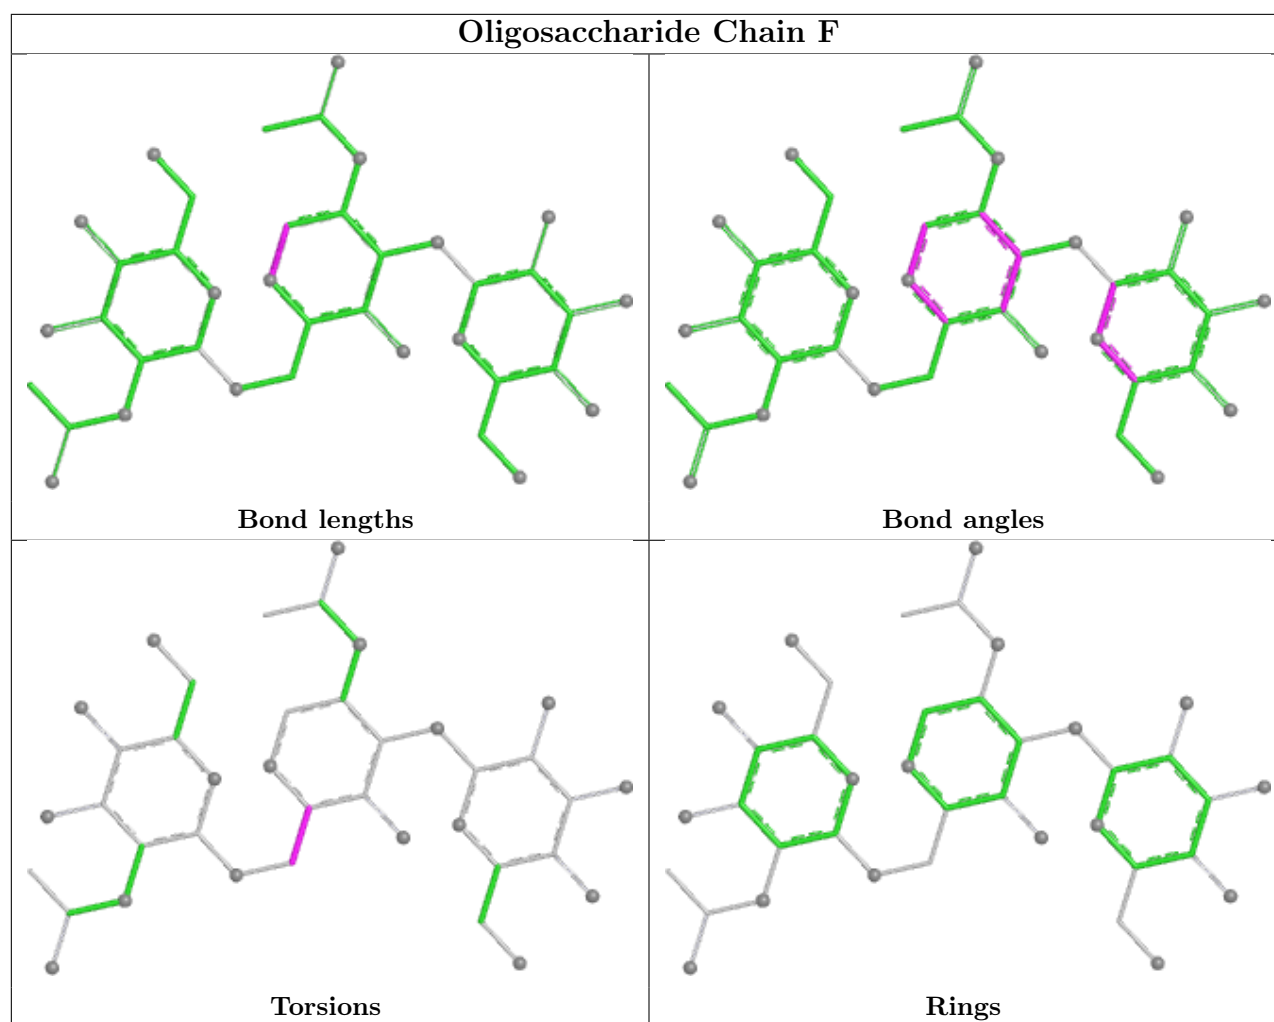 Oligosaccharide Chain F
Bond lengths
Bond angles
Torsions
Rings